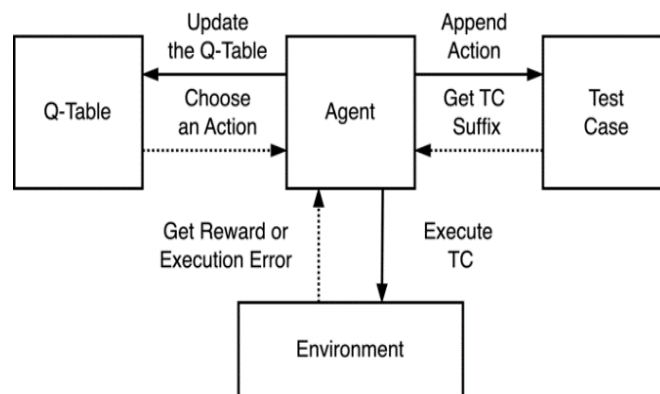 Update
the Q-Table
Append
Action
Q-Table
Choose
an Action
Agent
Get TC
Suffix
Test
Case
Get Reward or
Execution Error
Execute
TC
Environment